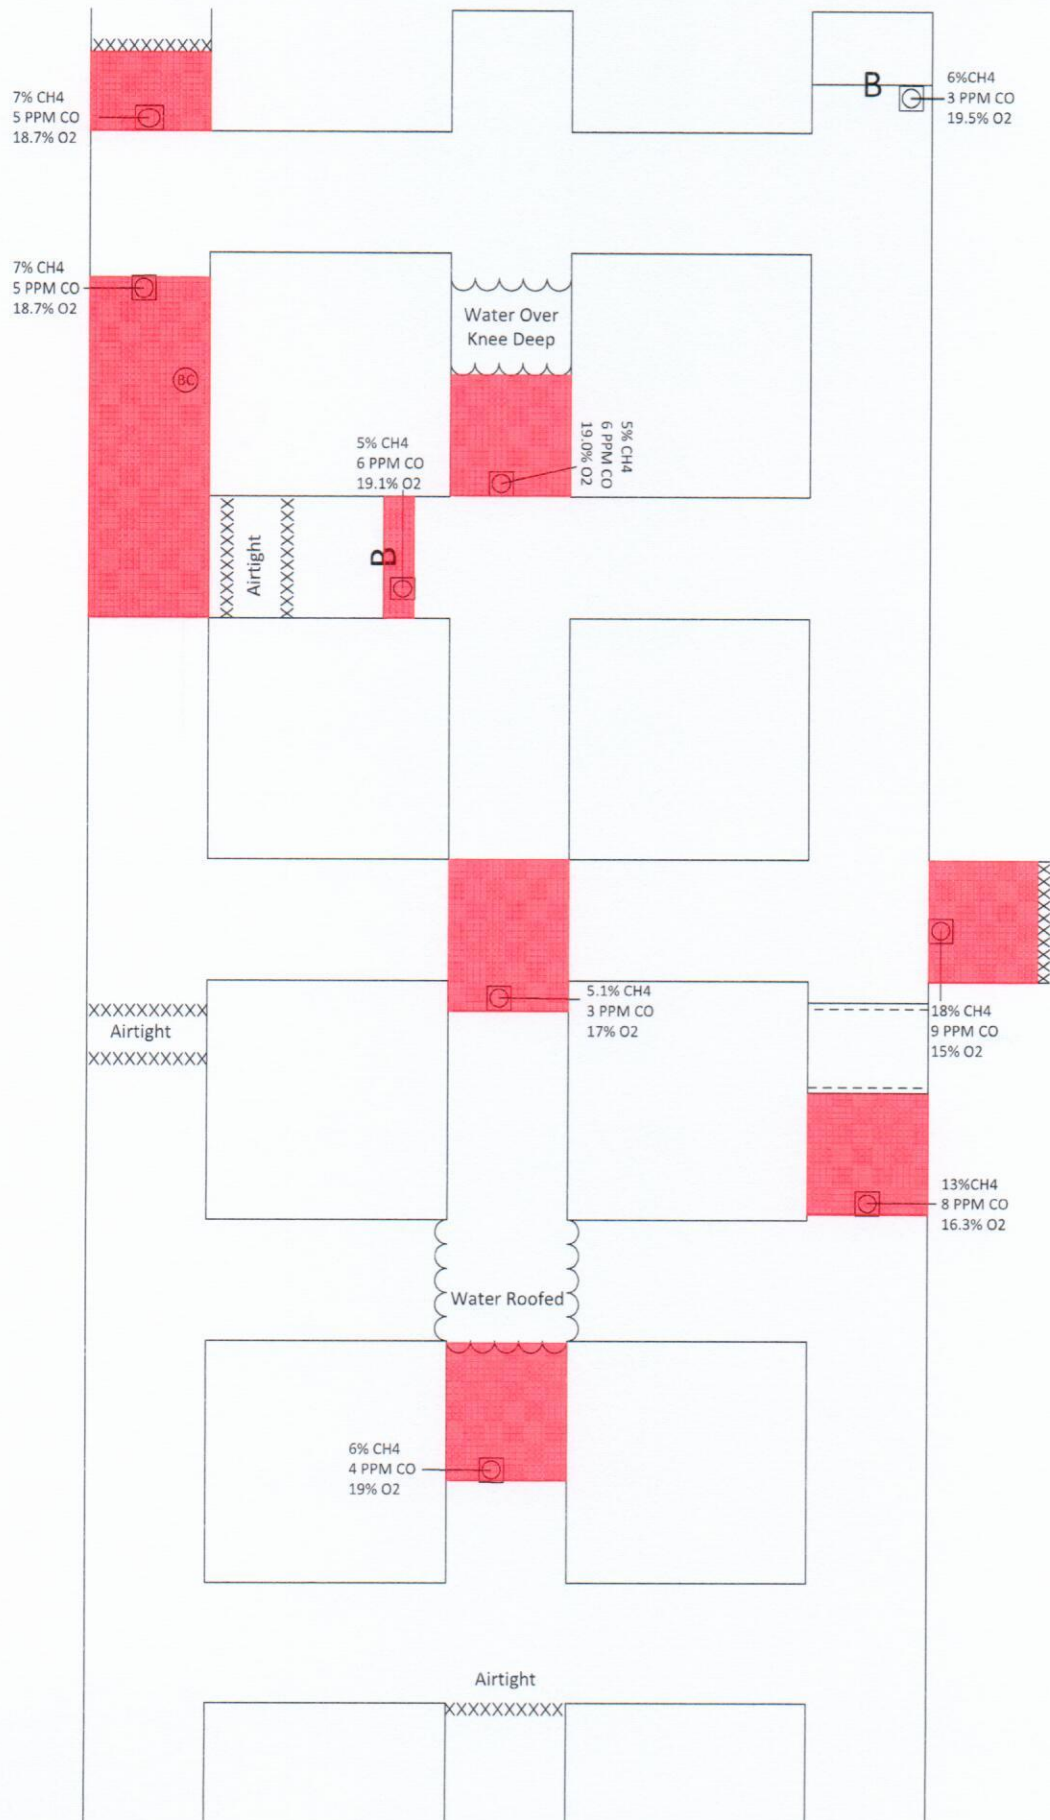 7% CH4
5 PPM CO
18.7% O2
B
6%CH4
3 PPM CO
19.5% O2
7% CH4
5 PPM CO
18.7% O2
BC
Water Over
Knee Deep
5% CH4
6 PPM CO
19.0% O2
5% CH4
6 PPM CO
19.1% O2
Airtight
B
5.1% CH4
3 PPM CO
17% O2
18% CH4
9 PPM CO
15% O2
Airtight
13%CH4
8 PPM CO
16.3% O2
Water Roofed
6% CH4
4 PPM CO
19% O2
Airtight